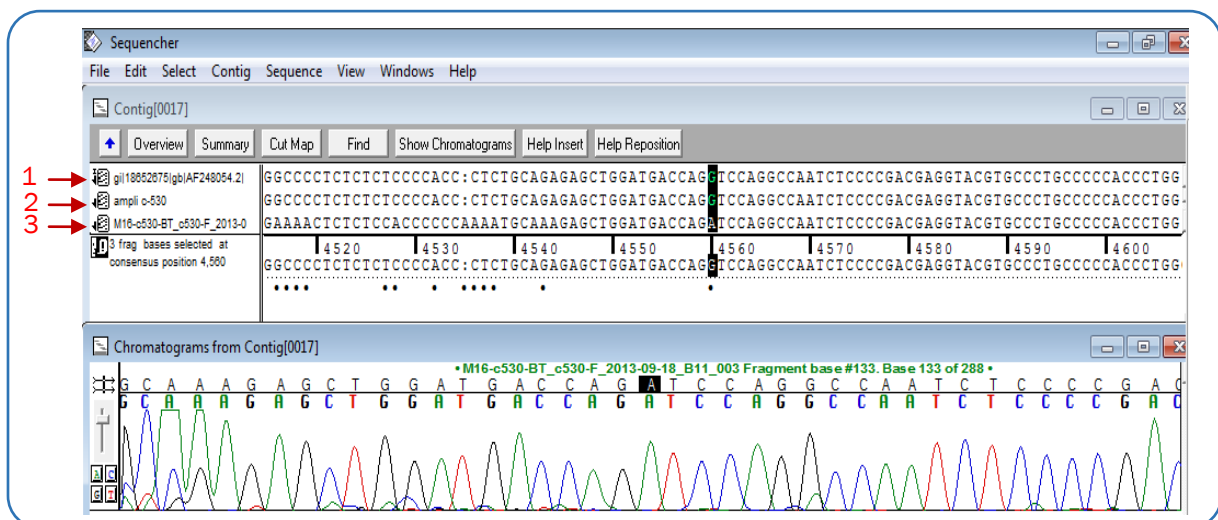 Sequencher
File Edit Select Contig Sequence View Windows Help
Contig[0017]
Overview Summary Cut Map Find Show Chromatograms Help Insert Help Reposition
1 gi|18652675|gb|AF248054.2| GGCCCCTCTCTCTCCCCACC:CTCTGCAGAGAGCTGGATGACCAGGTCCAGGCCAATCTCCCCGACGAGGTACGTGCCCTGCCCCCACCCTGG
2 ampli c-530 GGCCCCTCTCTCTCCCCACC:CTCTGCAGAGAGCTGGATGACCAGGTCCAGGCCAATCTCCCCGACGAGGTACGTGCCCTGCCCCCACCCTGG
3 M16-c530-BT_c530-F_2013-0 GAAAACTCTCTCCACCCCCCAAAATGCAAAGAGCTGGATGACCAGATCCAGGCCAATCTCCCCGACGAGGTACGTGCCCTGCCCCCACCCTGG
3 frag bases selected at 4520 4530 4540 4550 4560 4570 4580 4590 4600
consensus position 4,560 GGCCCCTCTCTCTCCCCACC:CTCTGCAGAGAGCTGGATGACCAGGTCCAGGCCAATCTCCCCGACGAGGTACGTGCCCTGCCCCCACCCTGG
Chromatograms from Contig[0017]
•M16-c530-BT_c530-F_2013-09-18_B11_003 Fragment base #133. Base 133 of 288•
G C A A A G A G C T G G A T G A C C A G A T C C A G G C C A A T C T C C C C G A C
G C A A A G A G C T G G A T G A C C A G A T C C A G G C C A A T C T C C C C G A C
A C
G T